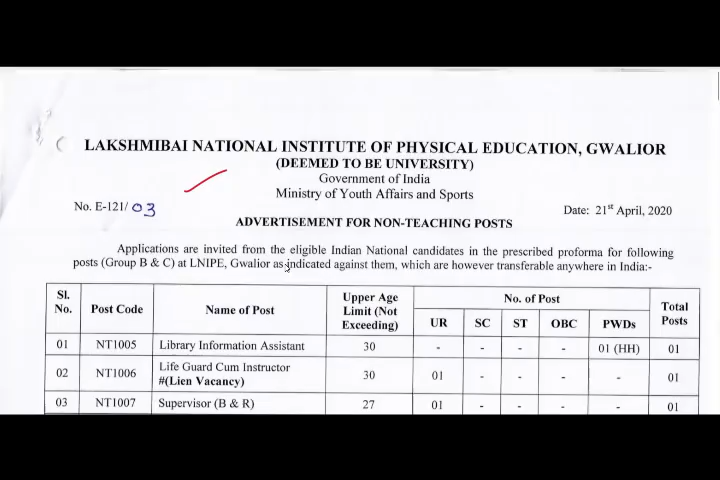 LAKSHMIBAI NATIONAL INSTITUTE OF PHYSICAL EDUCATION, GWALIOR
(DEEMED TO BE UNIVERSITY)
Government of India
Ministry of Youth Affairs and Sports
No. E-121/ 03
Date: 21st April, 2020
ADVERTISEMENT FOR NON-TEACHING POSTS
Applications are invited from the eligible Indian National candidates in the prescribed proforma for following
posts (Group B & C) at LNIPE, Gwalior as indicated against them, which are however transferable anywhere in India:-
Sl. No. Post Code Name of Post Upper Age Limit (Not Exceeding) No. of Post Total Posts
UR SC ST OBC PWDs
01 NT1005 Library Information Assistant 30 - - - - 01 (HH) 01
02 NT1006 Life Guard Cum Instructor #(Lien Vacancy) 30 01 - - - - 01
03 NT1007 Supervisor (B & R) 27 01 - - - - 01